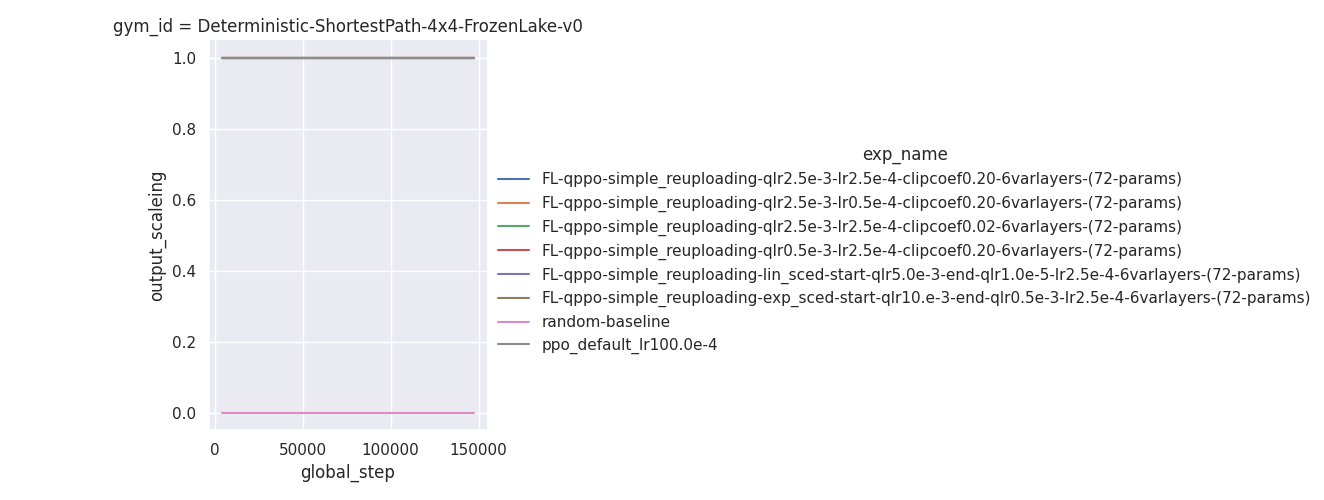 gym_id = Deterministic-ShortestPath-4x4-FrozenLake-v0
1.0
0.8
0.6
0.4
0.2
0.0
output_scaleing
0
50000
100000
150000
global_step
exp_name
FL-qppo-simple_reuploading-qlr2.5e-3-lr2.5e-4-clipcoef0.20-6varlayers-(72-params)
FL-qppo-simple_reuploading-qlr2.5e-3-lr0.5e-4-clipcoef0.20-6varlayers-(72-params)
FL-qppo-simple_reuploading-qlr2.5e-3-lr2.5e-4-clipcoef0.02-6varlayers-(72-params)
FL-qppo-simple_reuploading-qlr0.5e-3-lr2.5e-4-clipcoef0.20-6varlayers-(72-params)
FL-qppo-simple_reuploading-lin_sced-start-qlr5.0e-3-end-qlr1.0e-5-lr2.5e-4-6varlayers-(72-params)
FL-qppo-simple_reuploading-exp_sced-start-qlr10.e-3-end-qlr0.5e-3-lr2.5e-4-6varlayers-(72-params)
random-baseline
ppo_default_lr100.0e-4